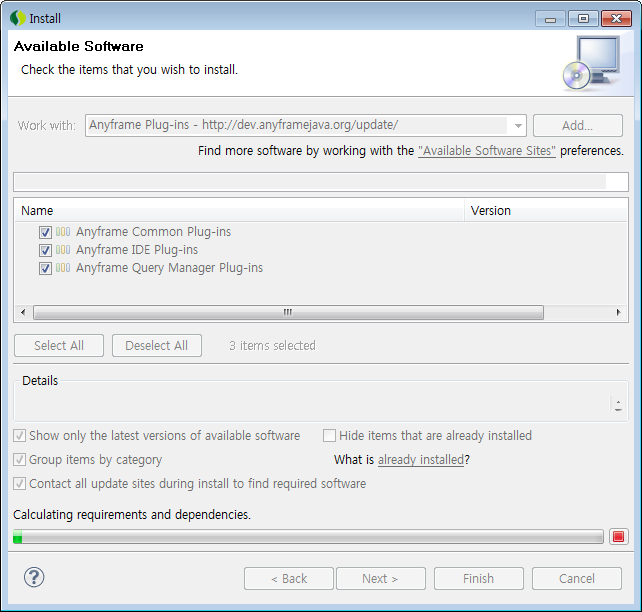 Install
Available Software
Check the items that you wish to install.
Work with: Anyframe Plug-ins - http://dev.anyframejava.org/update/ Add...
Find more software by working with the "Available Software Sites" preferences.
Name Version
Anyframe Common Plug-ins
Anyframe IDE Plug-ins
Anyframe Query Manager Plug-ins
Select All Deselect All 3 items selected
Details
Show only the latest versions of available software Hide items that are already installed
Group items by category What is already installed?
Contact all update sites during install to find required software
Calculating requirements and dependencies.
? < Back Next > Finish Cancel